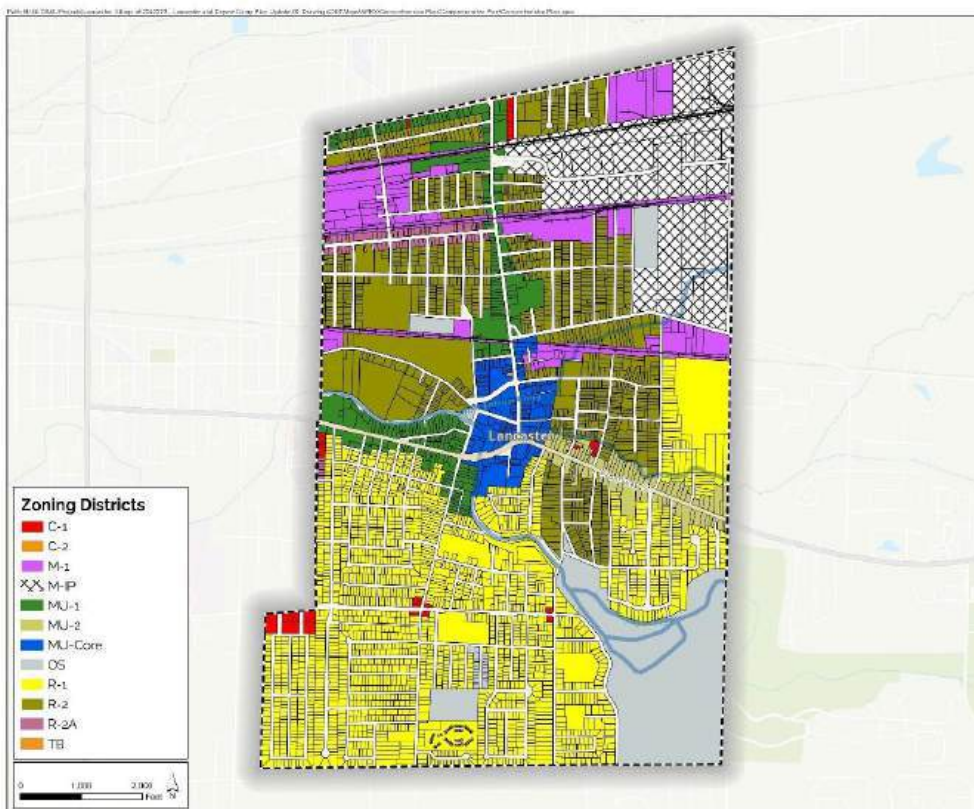 Lancaster
Zoning Districts
C-1
C-2
M-1
M-IP
MU-1
MU-2
MU-Core
OS
R-1
R-2
R-2A
TB
0 1,000 2,000
Feet
N